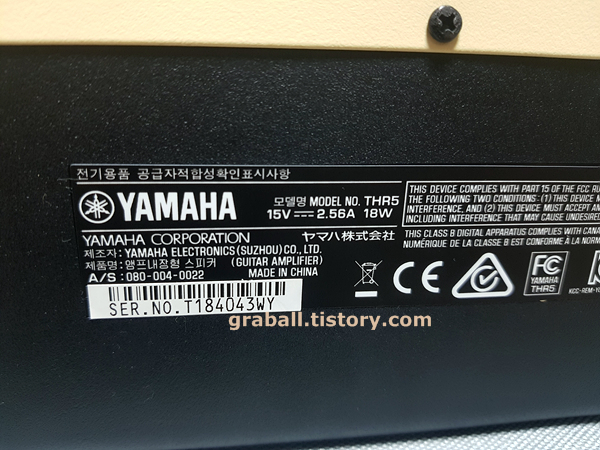 전기용품 공급자적합성확인표시사항
YAMAHA
모델명 MODEL NO. THR5
15V 2.56A 18W
YAMAHA CORPORATION ヤマハ株式会社
제조자: YAMAHA ELECTRONICS (SUZHOU) CO., LTD.
제품명: 앰프내장형 스피커 (GUITAR AMPLIFIER)
A/S : 080-004-0022 MADE IN CHINA
SER.NO.T184043WY
THIS DEVICE COMPLIES WITH PART 15 OF THE FCC
THE FOLLOWING TWO CONDITIONS: (1) THIS DEVICE
(2) THIS DEVICE MUST ACCEPT
INTERFERENCE, AND
INCLUDING INTERFERENCE THAT MAY CAUSE UNDESIRED
THIS CLASS B DIGITAL APPARATUS COMPLIES WITH
NUMÉRIQUE DE LA CLASSE B EST CONFORME À LA
CE
FC
YAMAHA
THR5
graball.tistory.com